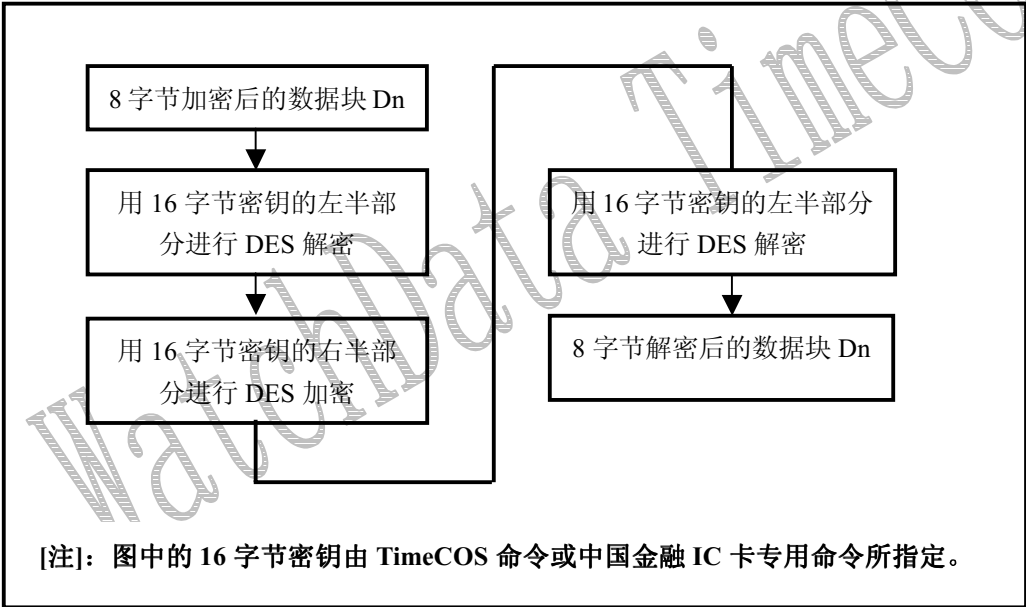 8 字节加密后的数据块 Dn
用 16 字节密钥的左半部
分进行 DES 解密
用 16 字节密钥的右半部
分进行 DES 加密
用 16 字节密钥的左半部分
进行 DES 解密
8 字节解密后的数据块 Dn
[注]：图中的 16 字节密钥由 TimeCOS 命令或中国金融 IC 卡专用命令所指定。
WatchData TimeCO